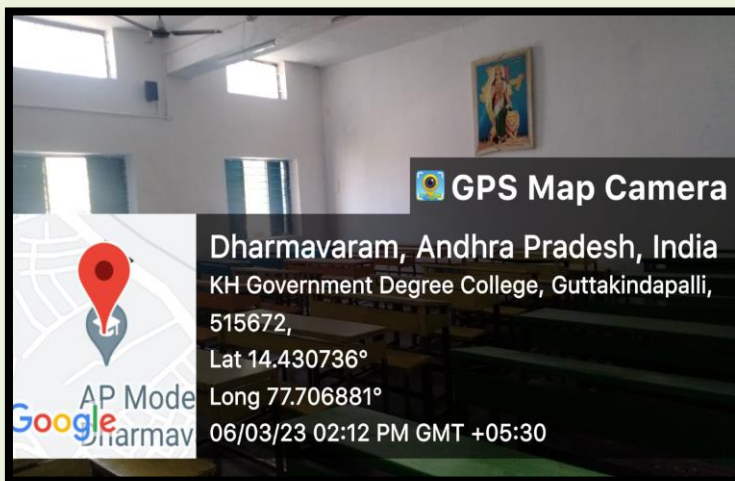 GPS Map Camera
Dharmavaram, Andhra Pradesh, India
KH Government Degree College, Guttakindapalli,
515672,
Lat 14.430736°
Long 77.706881°
06/03/23 02:12 PM GMT +05:30
AP Mode
Google